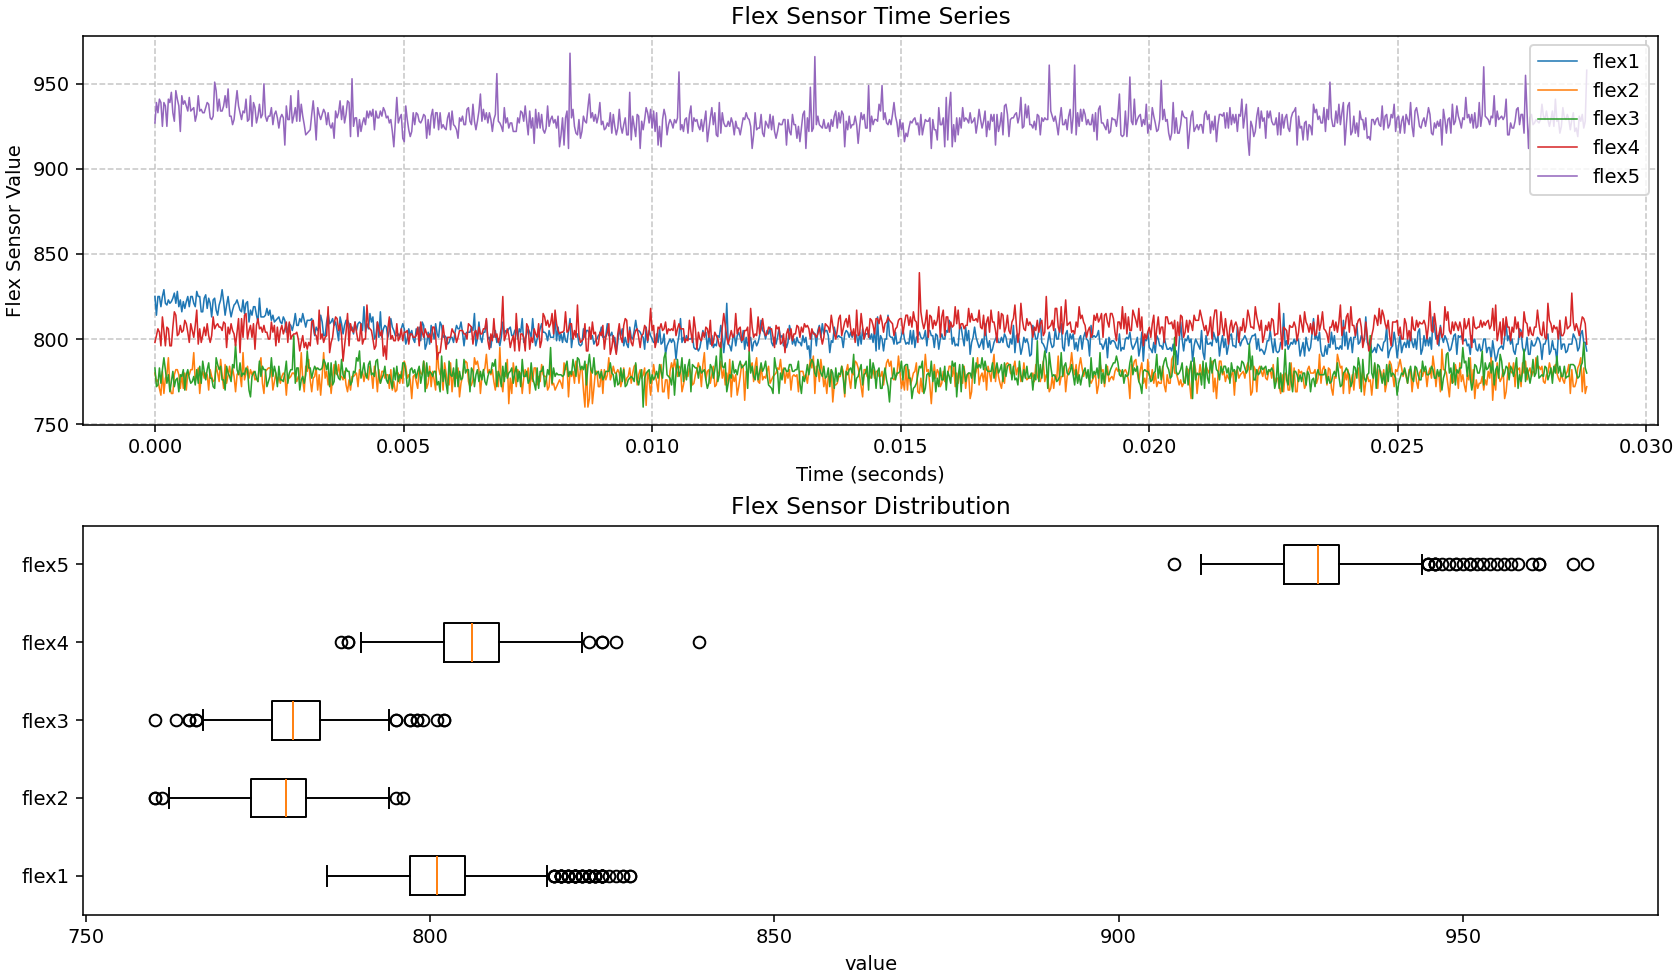 Flex Sensor Time Series
Flex Sensor Value
950
900
850
800
750
flex1
flex2
flex3
flex4
flex5
0.000 0.005 0.010 0.015 0.020 0.025 0.030
Time (seconds)
Flex Sensor Distribution
flex5
flex4
flex3
flex2
flex1
750 800 850 900 950
value